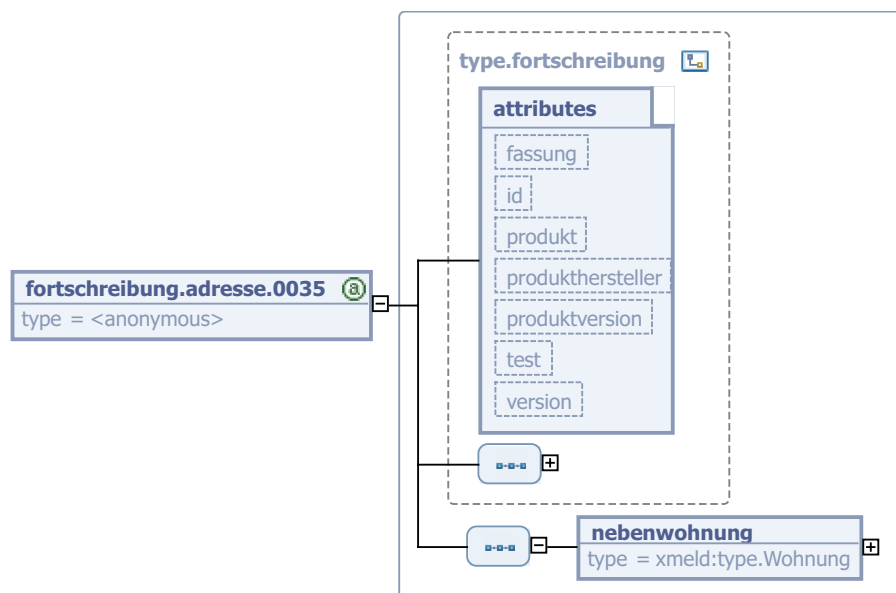 type.fortschreibung
attributes
fassung
id
produkt
produkthersteller
produktversion
test
version
fortschreibung.adresse.0035 a
type = <anonymous>
nebenwohnung
type = xmeld:type.Wohnung